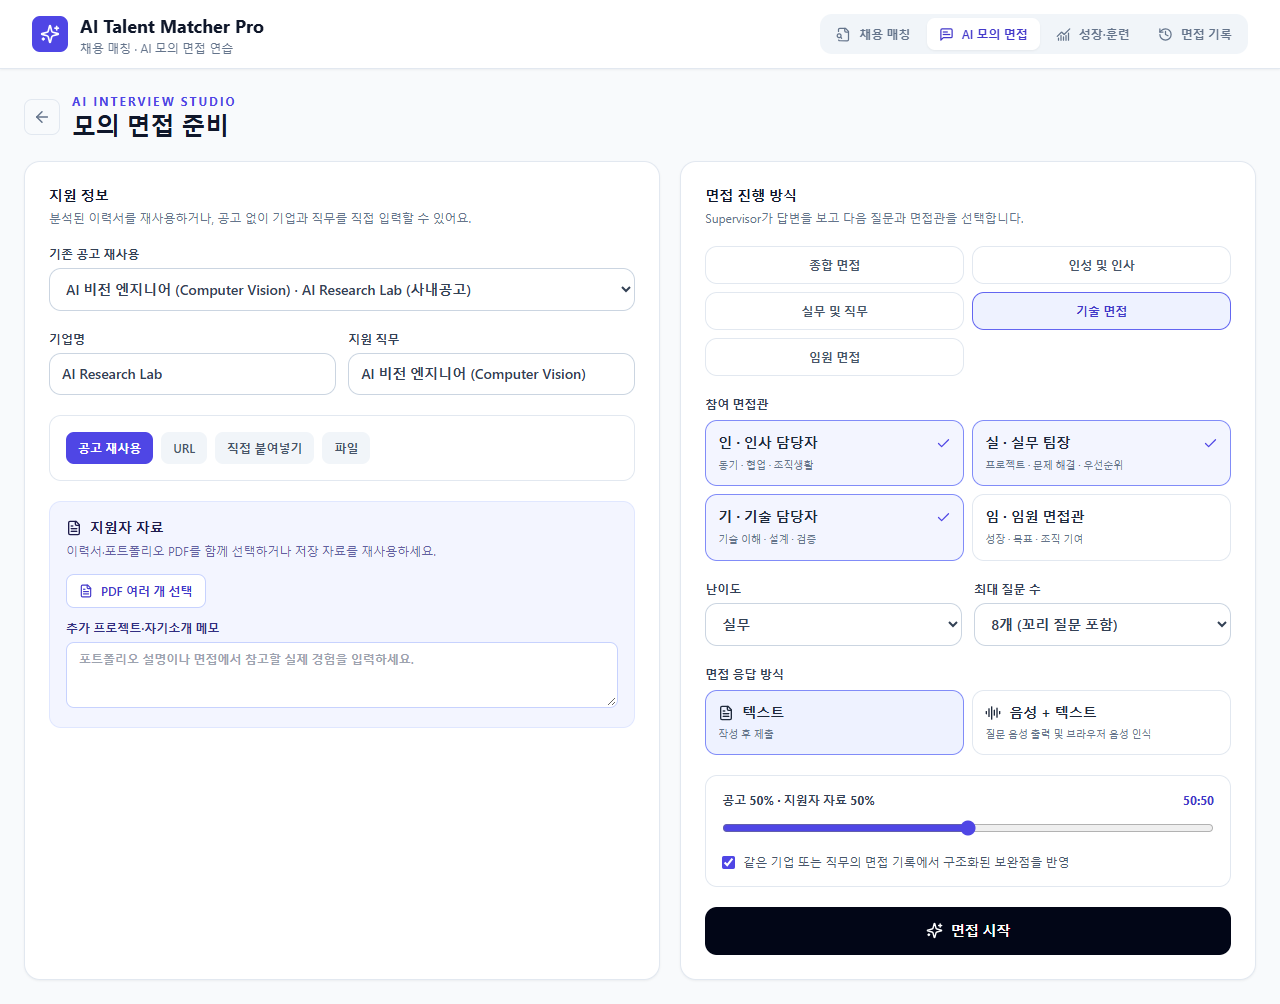 AI Talent Matcher Pro
채용 매칭 · AI 모의 면접 연습
채용 매칭
AI 모의 면접
성장·훈련
면접 기록
AI INTERVIEW STUDIO
모의 면접 준비
지원 정보
분석된 이력서를 재사용하거나, 공고 없이 기업과 직무를 직접 입력할 수 있어요.
기존 공고 재사용
AI 비전 엔지니어 (Computer Vision) · AI Research Lab (사내공고)
기업명
지원 직무
AI Research Lab
AI 비전 엔지니어 (Computer Vision)
공고 재사용
URL
직접 붙여넣기
파일
지원자 자료
이력서·포트폴리오 PDF를 함께 선택하거나 저장 자료를 재사용하세요.
PDF 여러 개 선택
추가 프로젝트·자기소개 메모
포트폴리오 설명이나 면접에서 참고할 실제 경험을 입력하세요.
면접 진행 방식
Supervisor가 답변을 보고 다음 질문과 면접관을 선택합니다.
종합 면접
인성 및 인사
실무 및 직무
기술 면접
임원 면접
참여 면접관
인 · 인사 담당자
동기 · 협업 · 조직생활
실 · 실무 팀장
프로젝트 · 문제 해결 · 우선순위
기 · 기술 담당자
기술 이해 · 설계 · 검증
임 · 임원 면접관
성장 · 목표 · 조직 기여
난이도
최대 질문 수
실무
8개 (꼬리 질문 포함)
면접 응답 방식
텍스트
작성 후 제출
음성 + 텍스트
질문 음성 출력 및 브라우저 음성 인식
공고 50% · 지원자 자료 50%
50:50
같은 기업 또는 직무의 면접 기록에서 구조화된 보완점을 반영
면접 시작